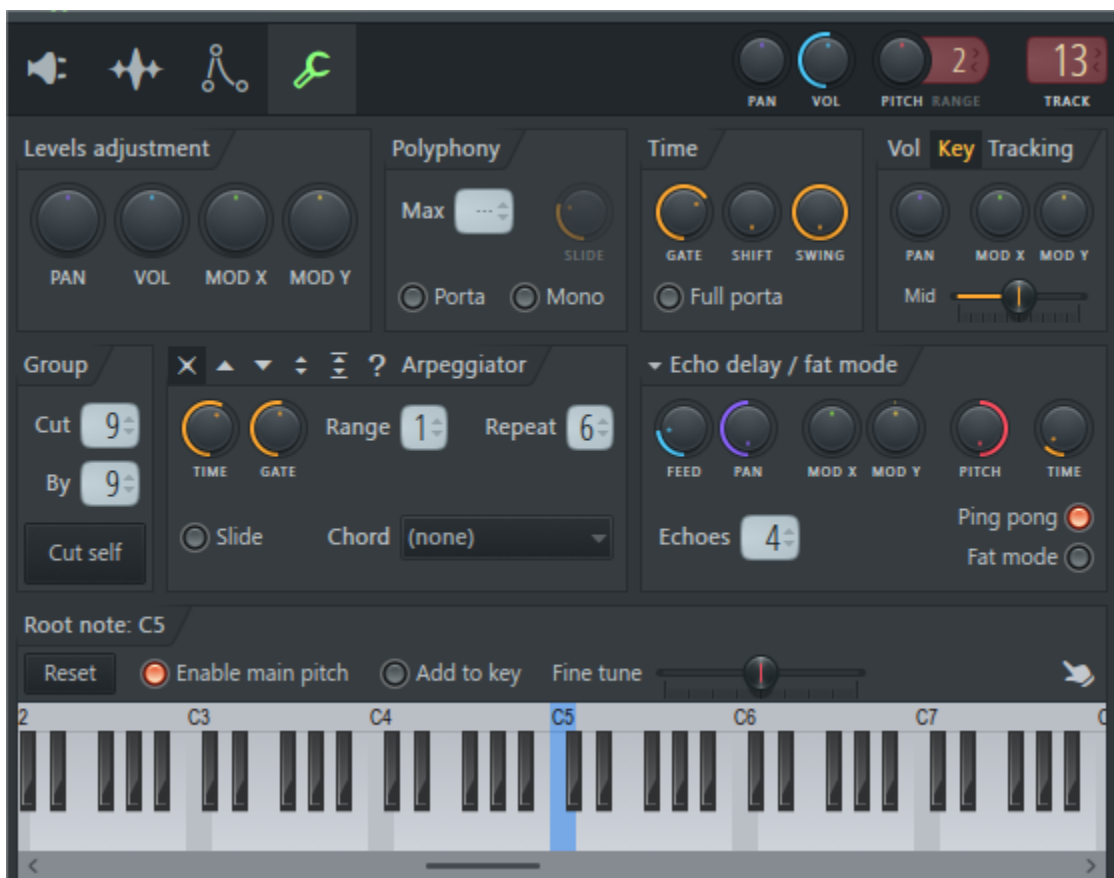 PAN VOL PITCH RANGE 2 13 TRACK
Levels adjustment
PAN VOL MOD X MOD Y
Polyphony
Max ---
SLIDE
Porta Mono
Time
GATE SHIFT SWING
Full porta
Vol Key Tracking
PAN MOD X MOD Y
Mid
Group
Cut 9
By 9
Cut self
? Arpeggiator
TIME GATE Range 1 Repeat 6
Slide Chord (none)
Echo delay / fat mode
FEED PAN MOD X MOD Y PITCH TIME
Echoes 4
Ping pong
Fat mode
Root note: C5
Reset Enable main pitch Add to key Fine tune
2 C3 C4 C5 C6 C7 C